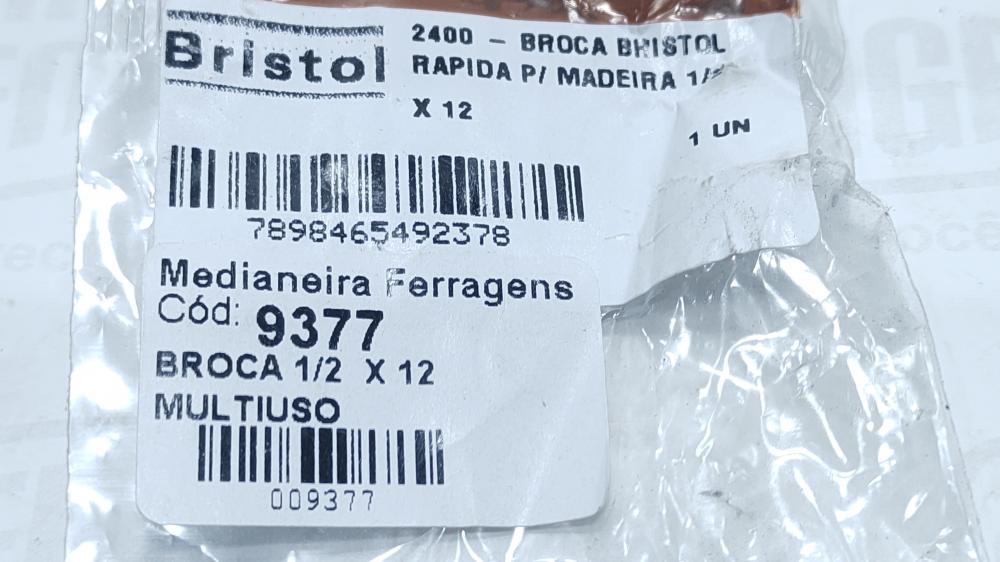 Bristol
2400 - BROCA BRISTOL
RAPIDA P/ MADEIRA
X 12
1 UN
7898465492378
Medianeira Ferragens
Cód: 9377
BROCA 1/2 X 12
MULTIUSO
009377